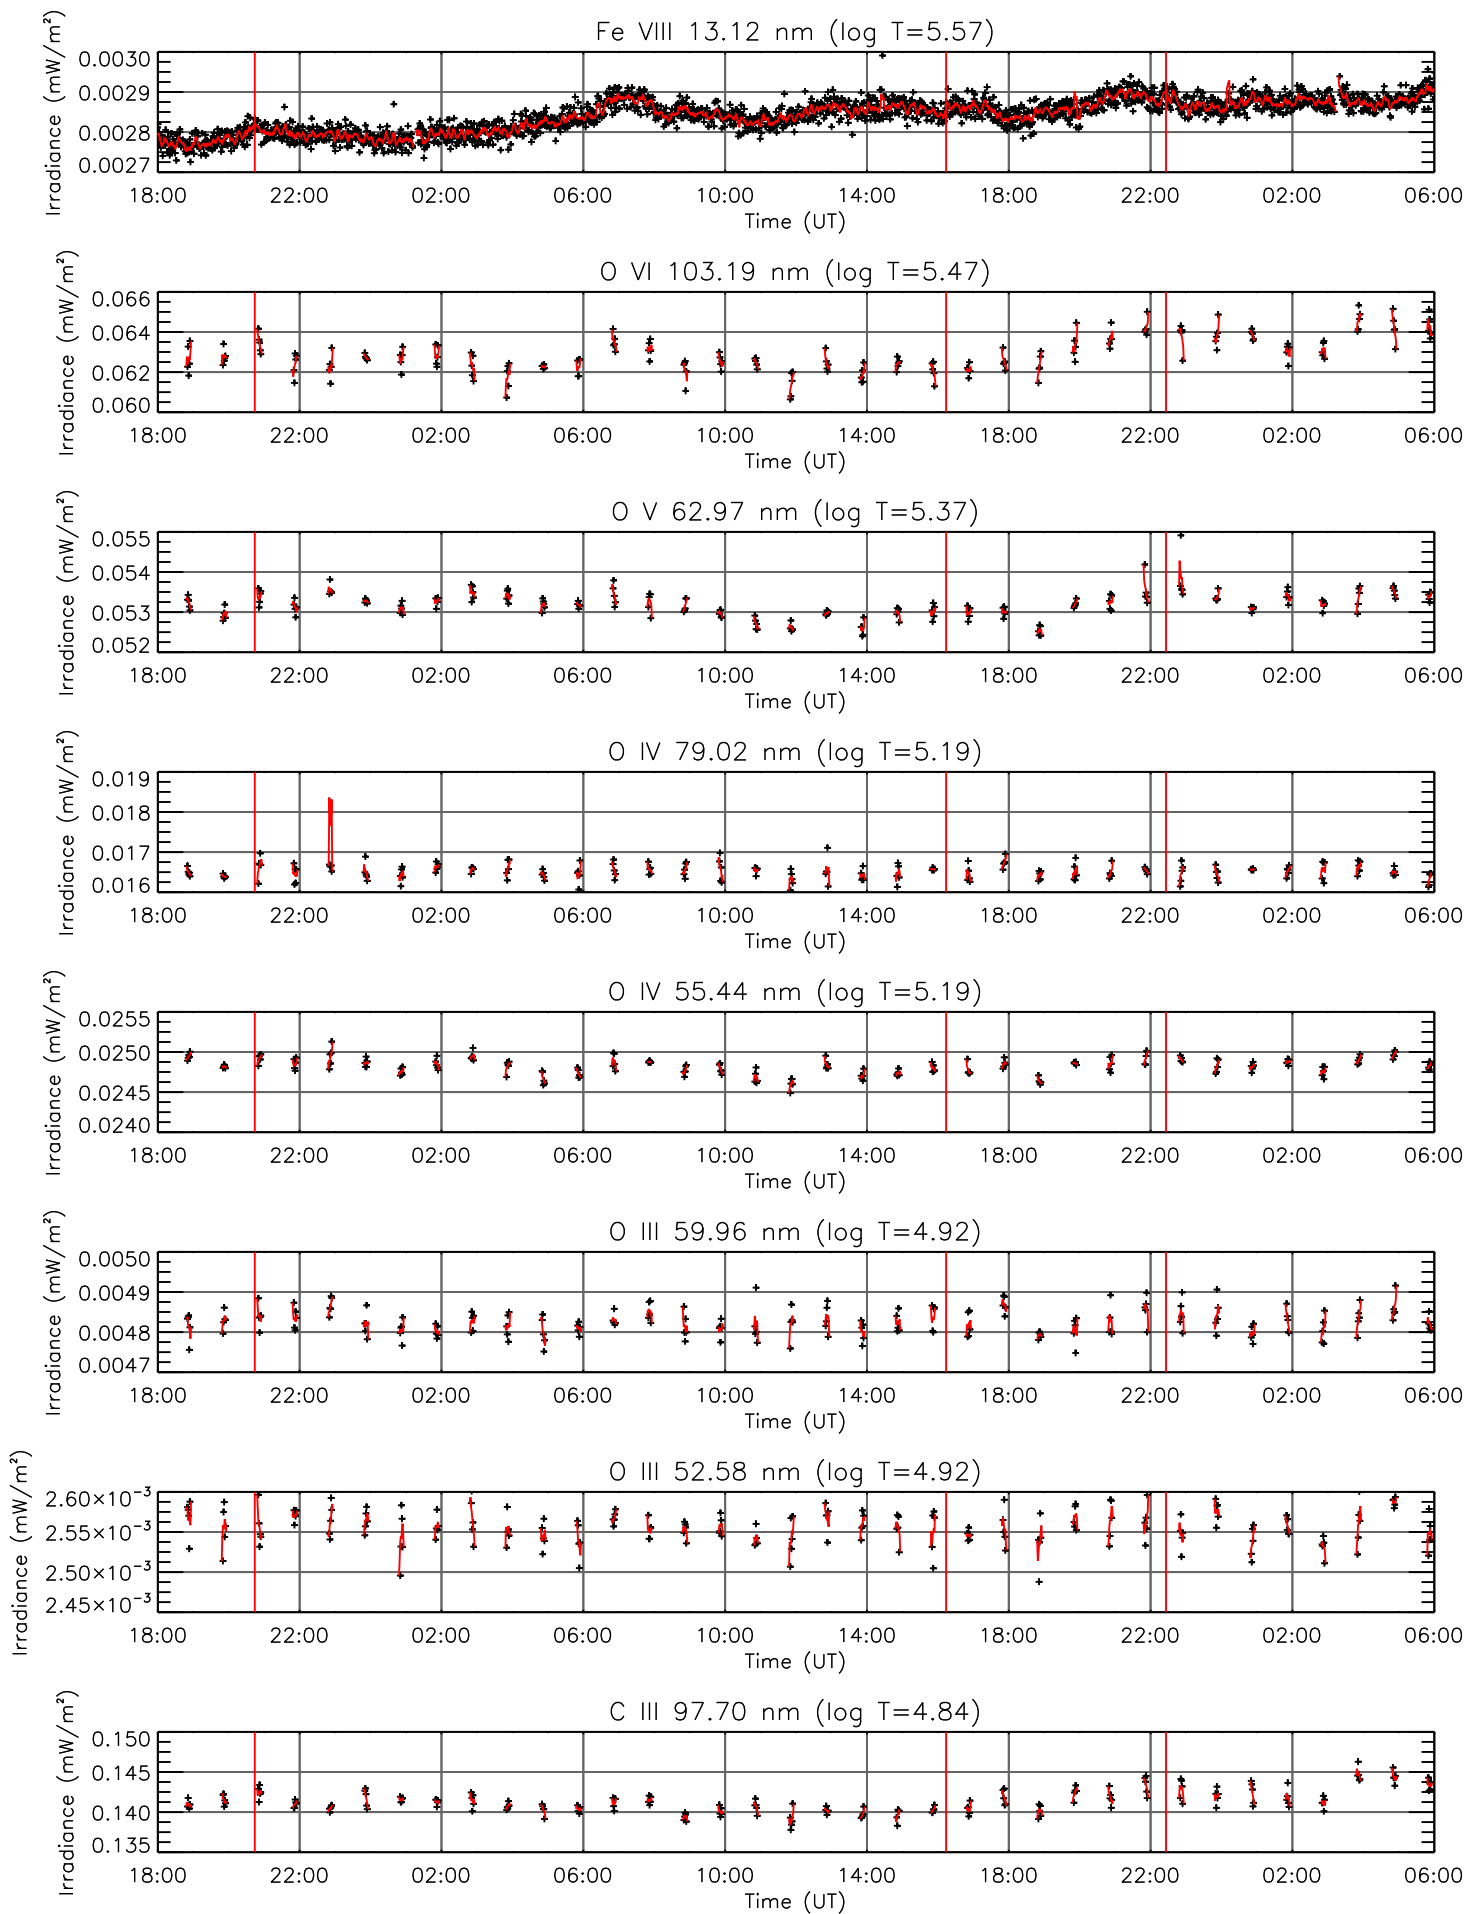 Fe VIII 13.12 nm (log T=5.57)
Irradiance (mW/m²)
0.0030
0.0029
0.0028
0.0027
18:00 22:00 02:00 06:00 10:00 14:00 18:00 22:00 02:00 06:00
Time (UT)
O VI 103.19 nm (log T=5.47)
Irradiance (mW/m²)
0.066
0.064
0.062
0.060
18:00 22:00 02:00 06:00 10:00 14:00 18:00 22:00 02:00 06:00
Time (UT)
O V 62.97 nm (log T=5.37)
Irradiance (mW/m²)
0.055
0.054
0.053
0.052
18:00 22:00 02:00 06:00 10:00 14:00 18:00 22:00 02:00 06:00
Time (UT)
O IV 79.02 nm (log T=5.19)
Irradiance (mW/m²)
0.019
0.018
0.017
0.016
18:00 22:00 02:00 06:00 10:00 14:00 18:00 22:00 02:00 06:00
Time (UT)
O IV 55.44 nm (log T=5.19)
Irradiance (mW/m²)
0.0255
0.0250
0.0245
0.0240
18:00 22:00 02:00 06:00 10:00 14:00 18:00 22:00 02:00 06:00
Time (UT)
O III 59.96 nm (log T=4.92)
Irradiance (mW/m²)
0.0050
0.0049
0.0048
0.0047
18:00 22:00 02:00 06:00 10:00 14:00 18:00 22:00 02:00 06:00
Time (UT)
O III 52.58 nm (log T=4.92)
Irradiance (mW/m²)
2.60×10⁻³
2.55×10⁻³
2.50×10⁻³
2.45×10⁻³
18:00 22:00 02:00 06:00 10:00 14:00 18:00 22:00 02:00 06:00
Time (UT)
C III 97.70 nm (log T=4.84)
Irradiance (mW/m²)
0.150
0.145
0.140
0.135
18:00 22:00 02:00 06:00 10:00 14:00 18:00 22:00 02:00 06:00
Time (UT)